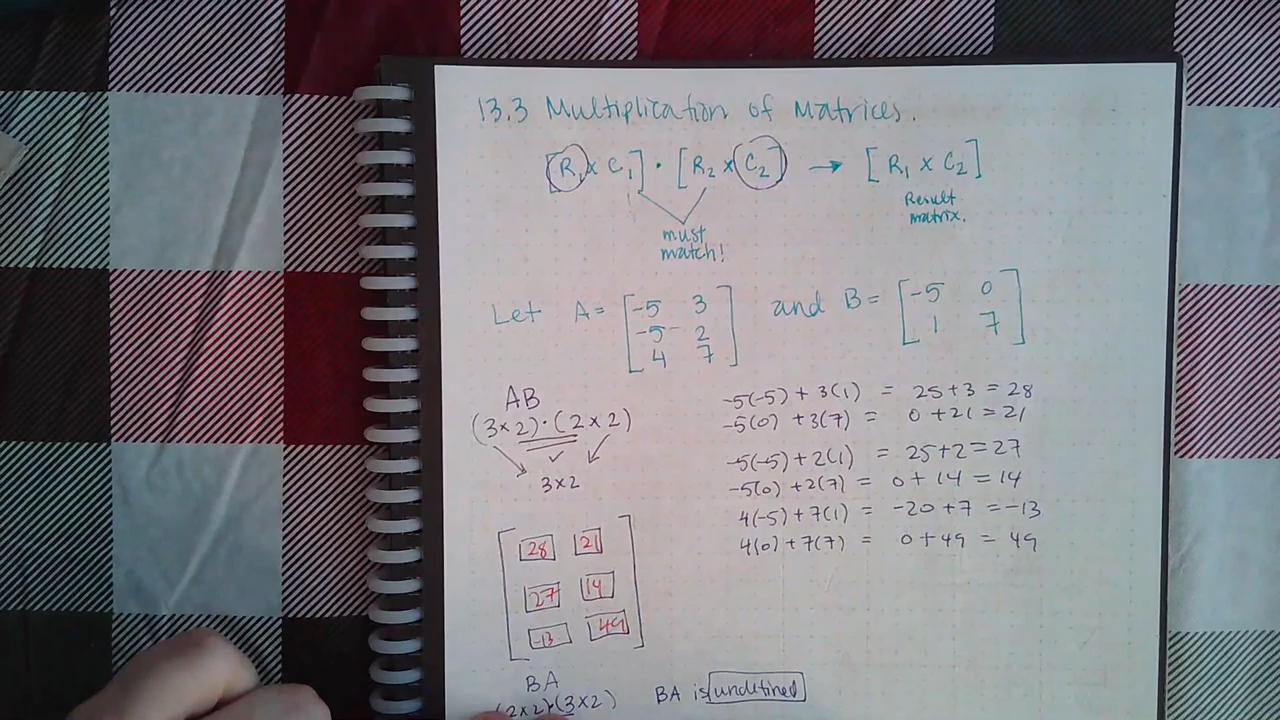 13.3 Multiplication of Matrices.
[R₁ x C₁] · [R₂ x C₂] → [R₁ x C₂]
Result
matrix.
must
match!
Let A = [-5 3
-5 2
4 7]
and B = [-5 0
1 7]
AB
(3x2)·(2x2)
✓
3x2
-5(-5) + 3(1) = 25+3 = 28
-5(0) +3(7) = 0+21=21
-5(-5)+2(1) = 25+2=27
-5(0) +2(7) = 0+14 =14
4(-5)+7(1) = -20+7 =-13
4(0)+7(7) = 0+49 = 49
[28 21
27 14
-13 49]
BA
(2x2)·(3x2)
BA is undefined